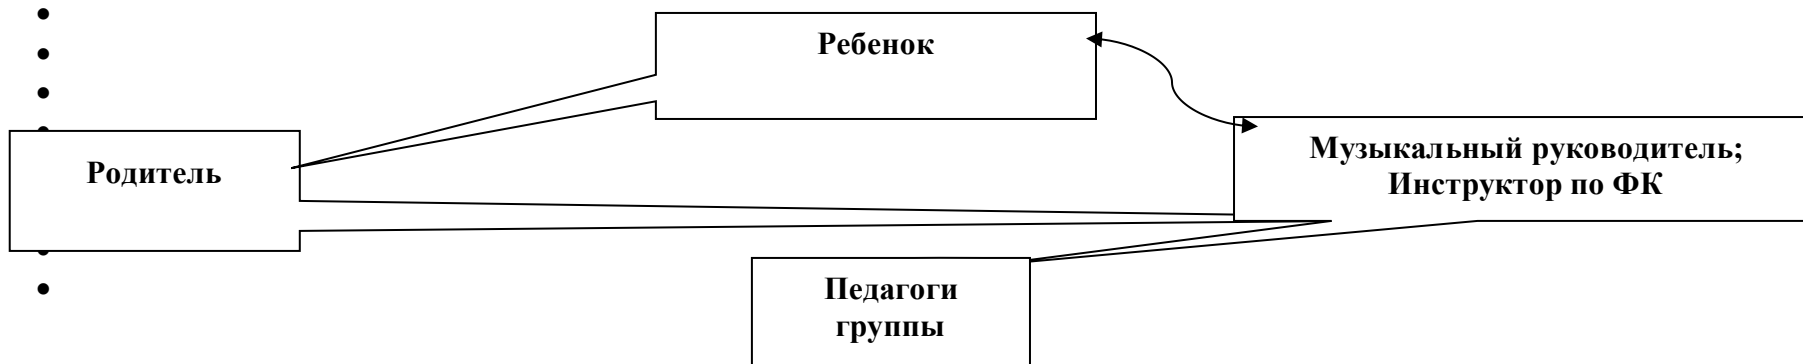 Ребенок
Родитель
Музыкальный руководитель;
Инструктор по ФК
Педагоги
группы